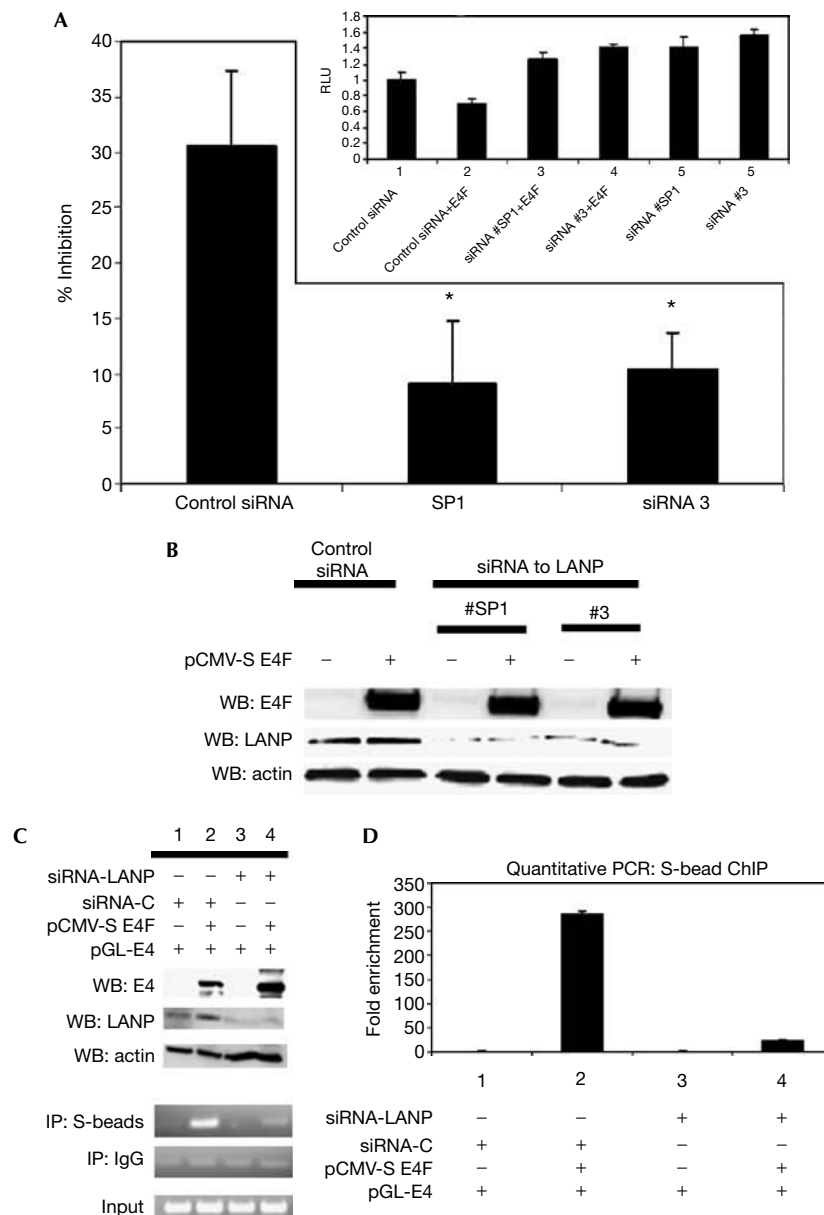 A
40
35
30
25
20
15
10
5
0
% Inhibition
Control siRNA
SP1
siRNA 3
*
*
1.8
1.6
1.4
1.2
1
0.8
0.6
0.4
0.2
0
RLU
1 2 3 4 5 5
Control siRNA
Control siRNA+E4F
siRNA #SP1+E4F
siRNA #3+E4F
siRNA #SP1
siRNA #3
B
Control siRNA
siRNA to LANP
#SP1 #3
pCMV-S E4F – + – + – +
WB: E4F
WB: LANP
WB: actin
C
1 2 3 4
siRNA-LANP – – + +
siRNA-C + + – –
pCMV-S E4F – + – +
pGL-E4 + + + +
WB: E4
WB: LANP
WB: actin
IP: S-beads
IP: IgG
Input
D
Quantitative PCR: S-bead ChIP
350
300
250
200
150
100
50
0
Fold enrichment
1 2 3 4
siRNA-LANP – – + +
siRNA-C + + – –
pCMV-S E4F – + – +
pGL-E4 + + + +